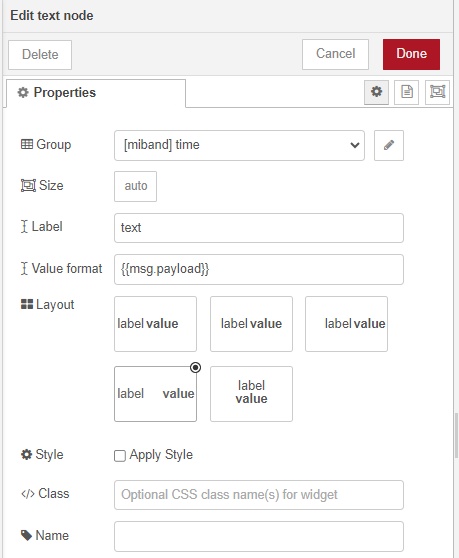 Edit text node
Delete
Cancel
Done
Properties
Group
[miband] time
Size
auto
Label
text
Value format
{{msg.payload}}
Layout
label value
label value
label value
label value
label
value
Style
Apply Style
</> Class
Optional CSS class name(s) for widget
Name